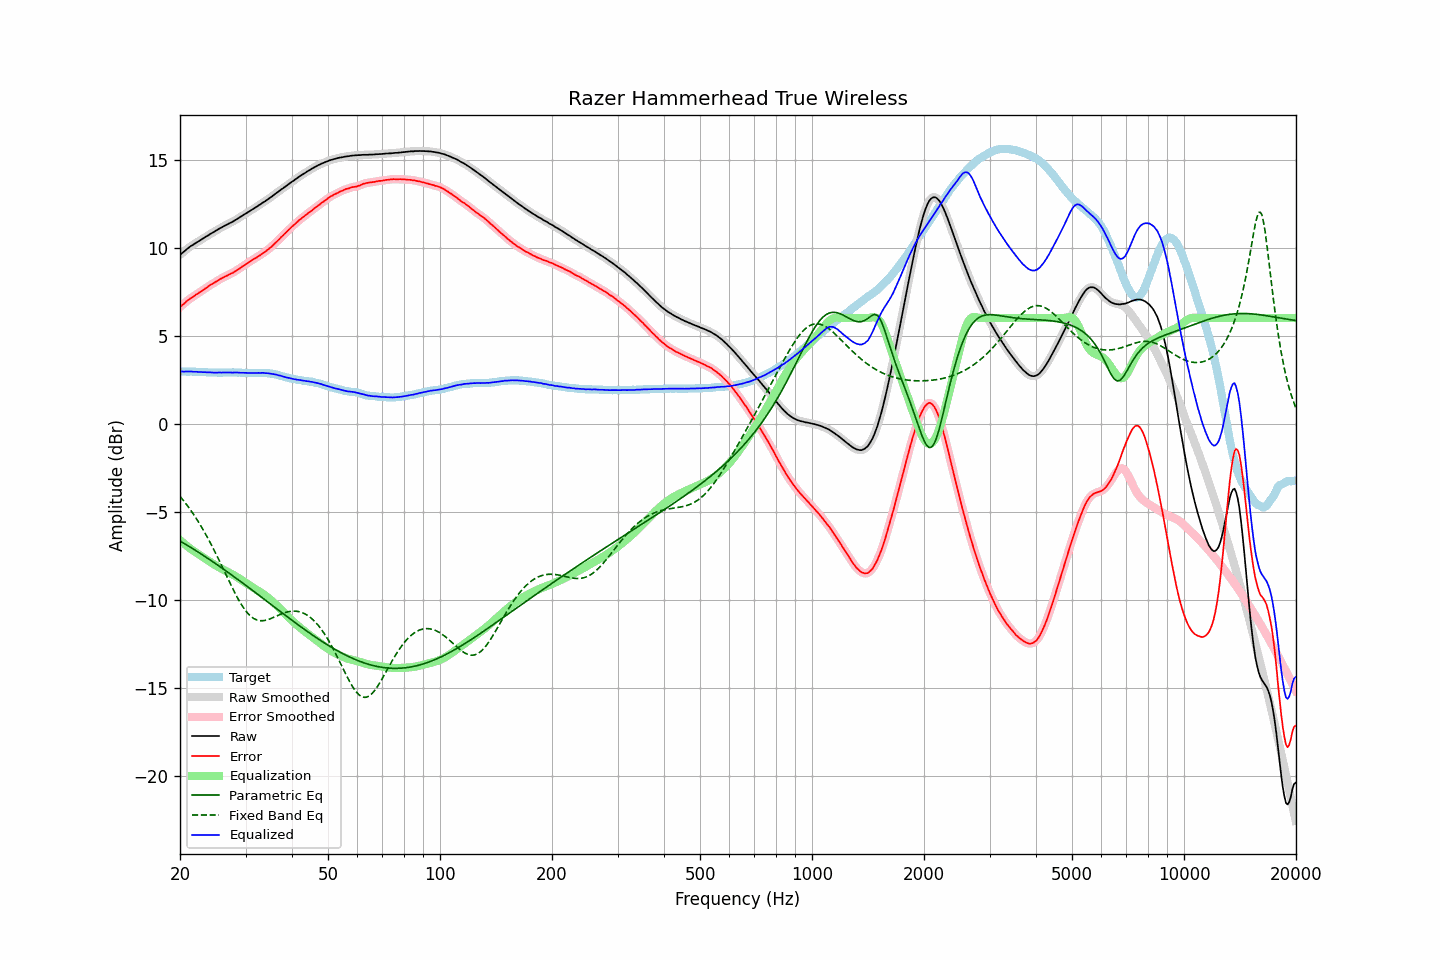 Razer Hammerhead True Wireless
Amplitude (dBr)
15
10
5
0
−5
−10
−15
−20
Target
Raw Smoothed
Error Smoothed
Raw
Error
Equalization
Parametric Eq
Fixed Band Eq
Equalized
20 50 100 200 500 1000 2000 5000 10000 20000
Frequency (Hz)